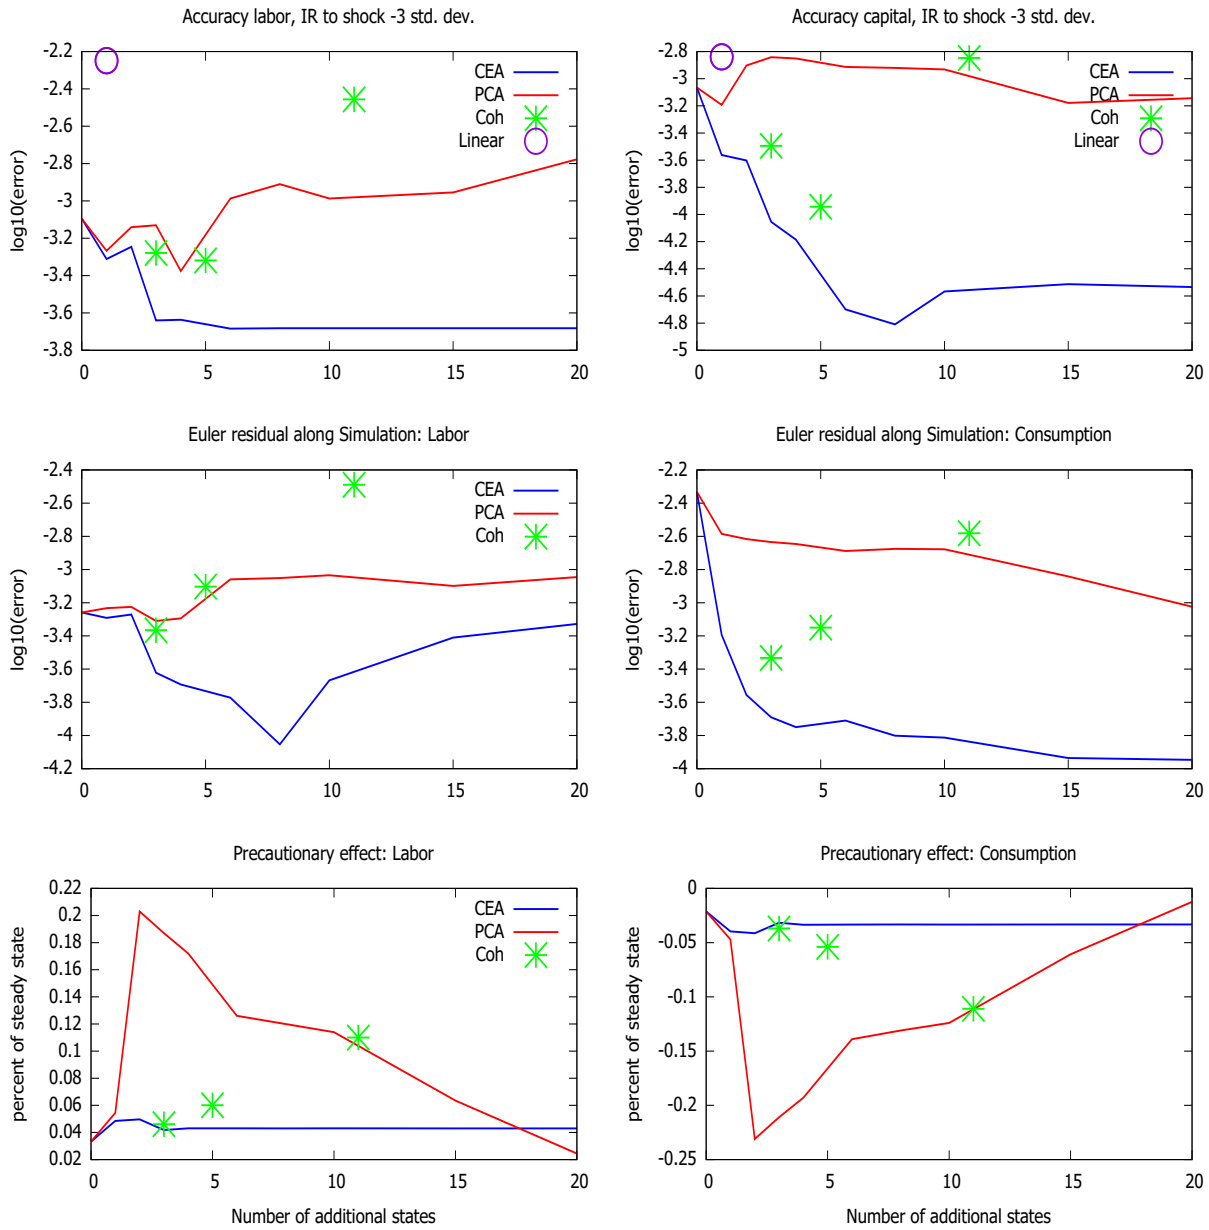 Accuracy labor, IR to shock -3 std. dev.
-2.2
-2.4
-2.6
-2.8
-3
-3.2
-3.4
-3.6
-3.8
log10(error)
CEA
PCA
Coh
Linear
0 5 10 15 20
Accuracy capital, IR to shock -3 std. dev.
-2.8
-3
-3.2
-3.4
-3.6
-3.8
-4
-4.2
-4.4
-4.6
-4.8
-5
log10(error)
CEA
PCA
Coh
Linear
0 5 10 15 20
Euler residual along Simulation: Labor
-2.4
-2.6
-2.8
-3
-3.2
-3.4
-3.6
-3.8
-4
-4.2
log10(error)
CEA
PCA
Coh
0 5 10 15 20
Euler residual along Simulation: Consumption
-2.2
-2.4
-2.6
-2.8
-3
-3.2
-3.4
-3.6
-3.8
-4
log10(error)
0 5 10 15 20
Precautionary effect: Labor
0.22
0.2
0.18
0.16
0.14
0.12
0.1
0.08
0.06
0.04
0.02
percent of steady state
CEA
PCA
Coh
0 5 10 15 20
Number of additional states
Precautionary effect: Consumption
0
-0.05
-0.1
-0.15
-0.2
-0.25
percent of steady state
0 5 10 15 20
Number of additional states